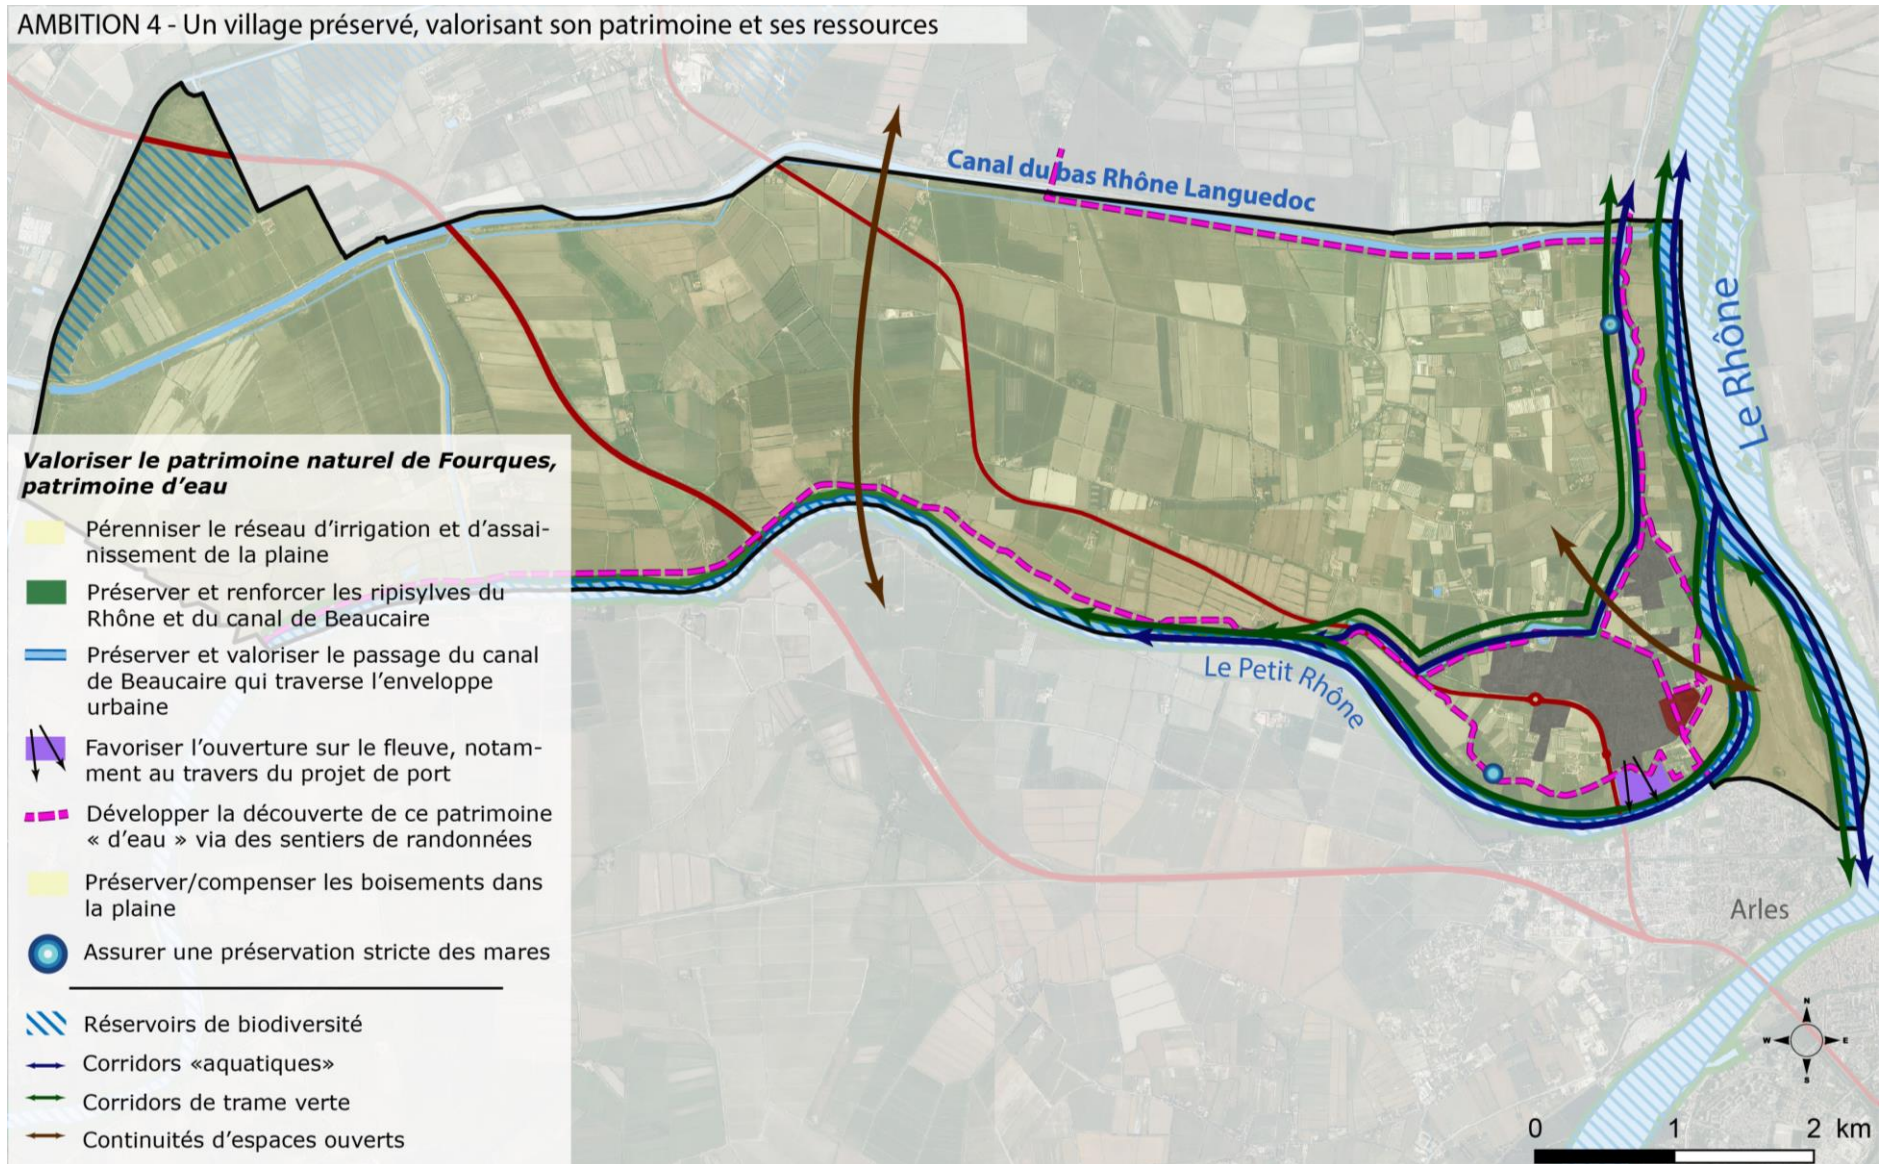 AMBITION 4 - Un village préservé, valorisant son patrimoine et ses ressources
Canal du bas Rhône Languedoc
Le Rhône
Le Petit Rhône
Arles
Valoriser le patrimoine naturel de Fourques,
patrimoine d'eau
Pérenniser le réseau d'irrigation et d'assai-
nissement de la plaine
Préserver et renforcer les ripisylves du
Rhône et du canal de Beaucaire
Préserver et valoriser le passage du canal
de Beaucaire qui traverse l'enveloppe
urbaine
Favoriser l'ouverture sur le fleuve, notam-
ment au travers du projet de port
Développer la découverte de ce patrimoine
« d'eau » via des sentiers de randonnées
Préserver/compenser les boisements dans
la plaine
Assurer une préservation stricte des mares
Réservoirs de biodiversité
Corridors «aquatiques»
Corridors de trame verte
Continuités d'espaces ouverts
N
W E
S
0 1 2 km